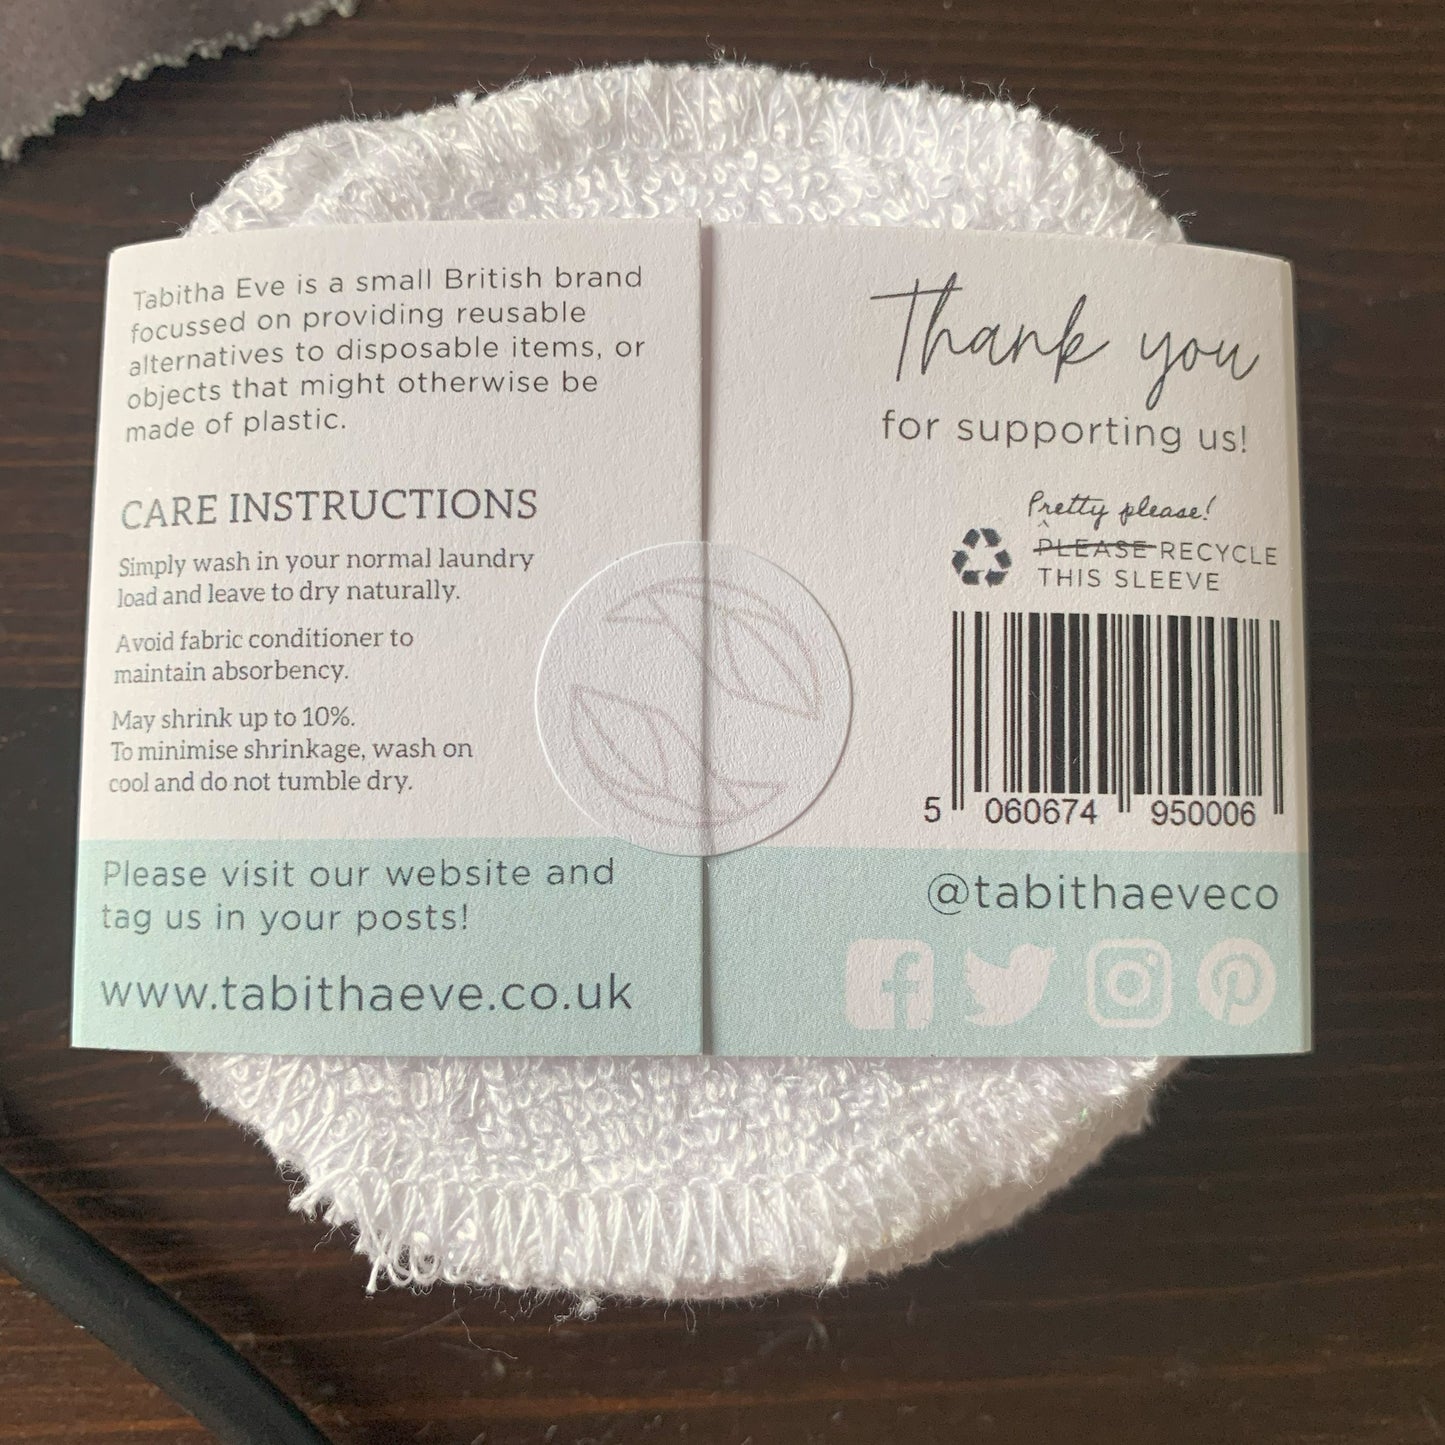 Tabitha Eve is a small British brand
focussed on providing reusable
alternatives to disposable items, or
objects that might otherwise be
made of plastic.
CARE INSTRUCTIONS
Simply wash in your normal laundry
load and leave to dry naturally.
Avoid fabric conditioner to
maintain absorbency.
May shrink up to 10%.
To minimise shrinkage, wash on
cool and do not tumble dry.
Please visit our website and
tag us in your posts!
www.tabithaeve.co.uk
Thank you
for supporting us!
Pretty please!
PLEASE RECYCLE
THIS SLEEVE
5 060674 950006
@tabithaeveco